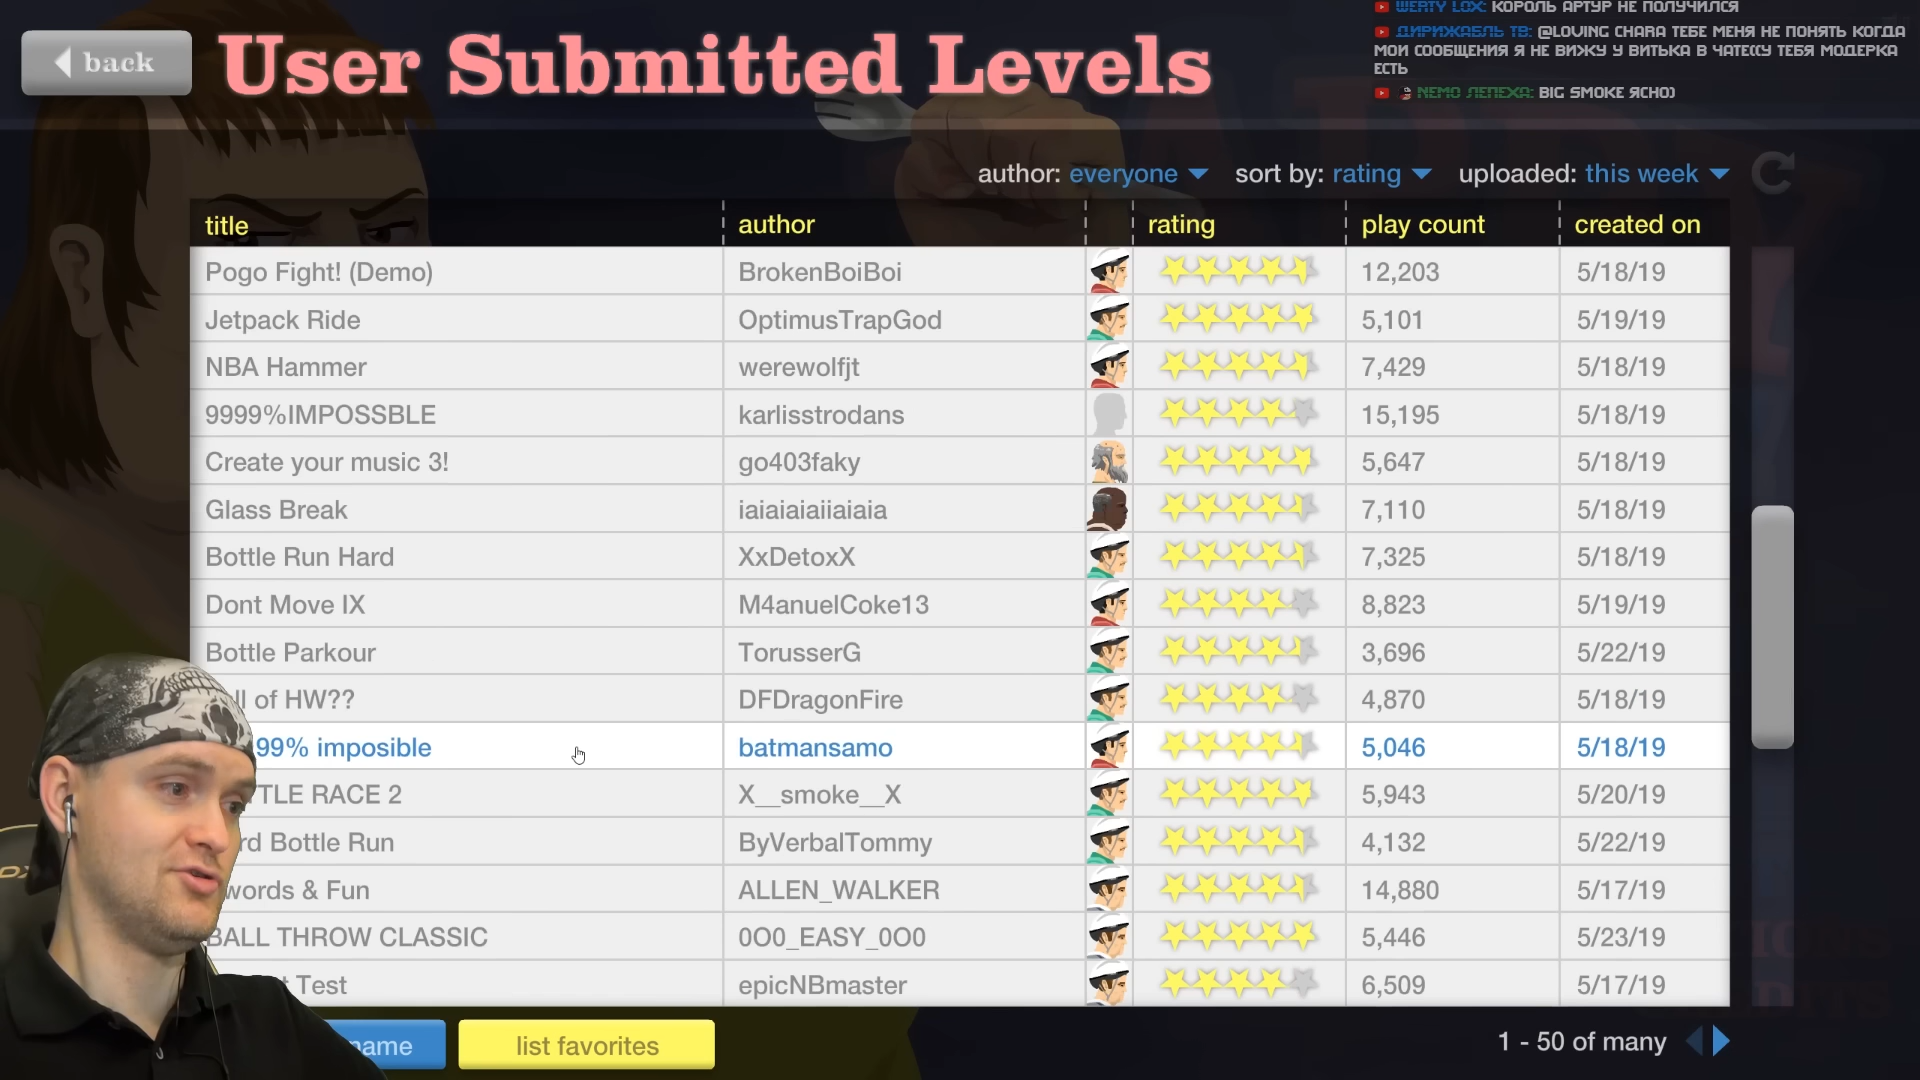 back
User Submitted Levels
WERTY LOX: КОРОЛЬ АРТУР НЕ ПОЛУЧИЛСЯ
ДИРИЖАБЛЬ ТВ: @LOVING CHARA ТЕБЕ МЕНЯ НЕ ПОНЯТЬ КОГДА
МОИ СООБЩЕНИЯ Я НЕ ВИЖУ У ВИТЬКА В ЧАТЕ((У ТЕБЯ МОДЕРКА
ЕСТЬ
NEMO ЛЕПЕХА: BIG SMOKE ЯСНО)
author: everyone sort by: rating uploaded: this week
title author rating play count created on
Pogo Fight! (Demo) BrokenBoiBoi 12,203 5/18/19
Jetpack Ride OptimusTrapGod 5,101 5/19/19
NBA Hammer werewolfjt 7,429 5/18/19
9999%IMPOSSBLE karlisstrodans 15,195 5/18/19
Create your music 3! go403faky 5,647 5/18/19
Glass Break iaiaiaiaiiaiaia 7,110 5/18/19
Bottle Run Hard XxDetoxX 7,325 5/18/19
Dont Move IX M4anuelCoke13 8,823 5/19/19
Bottle Parkour TorusserG 3,696 5/22/19
ll of HW?? DFDragonFire 4,870 5/18/19
99% imposible batmansamo 5,046 5/18/19
TLE RACE 2 X__smoke__X 5,943 5/20/19
rd Bottle Run ByVerbalTommy 4,132 5/22/19
words & Fun ALLEN_WALKER 14,880 5/17/19
BALL THROW CLASSIC 0O0_EASY_0O0 5,446 5/23/19
t Test epicNBmaster 6,509 5/17/19
name list favorites 1 - 50 of many